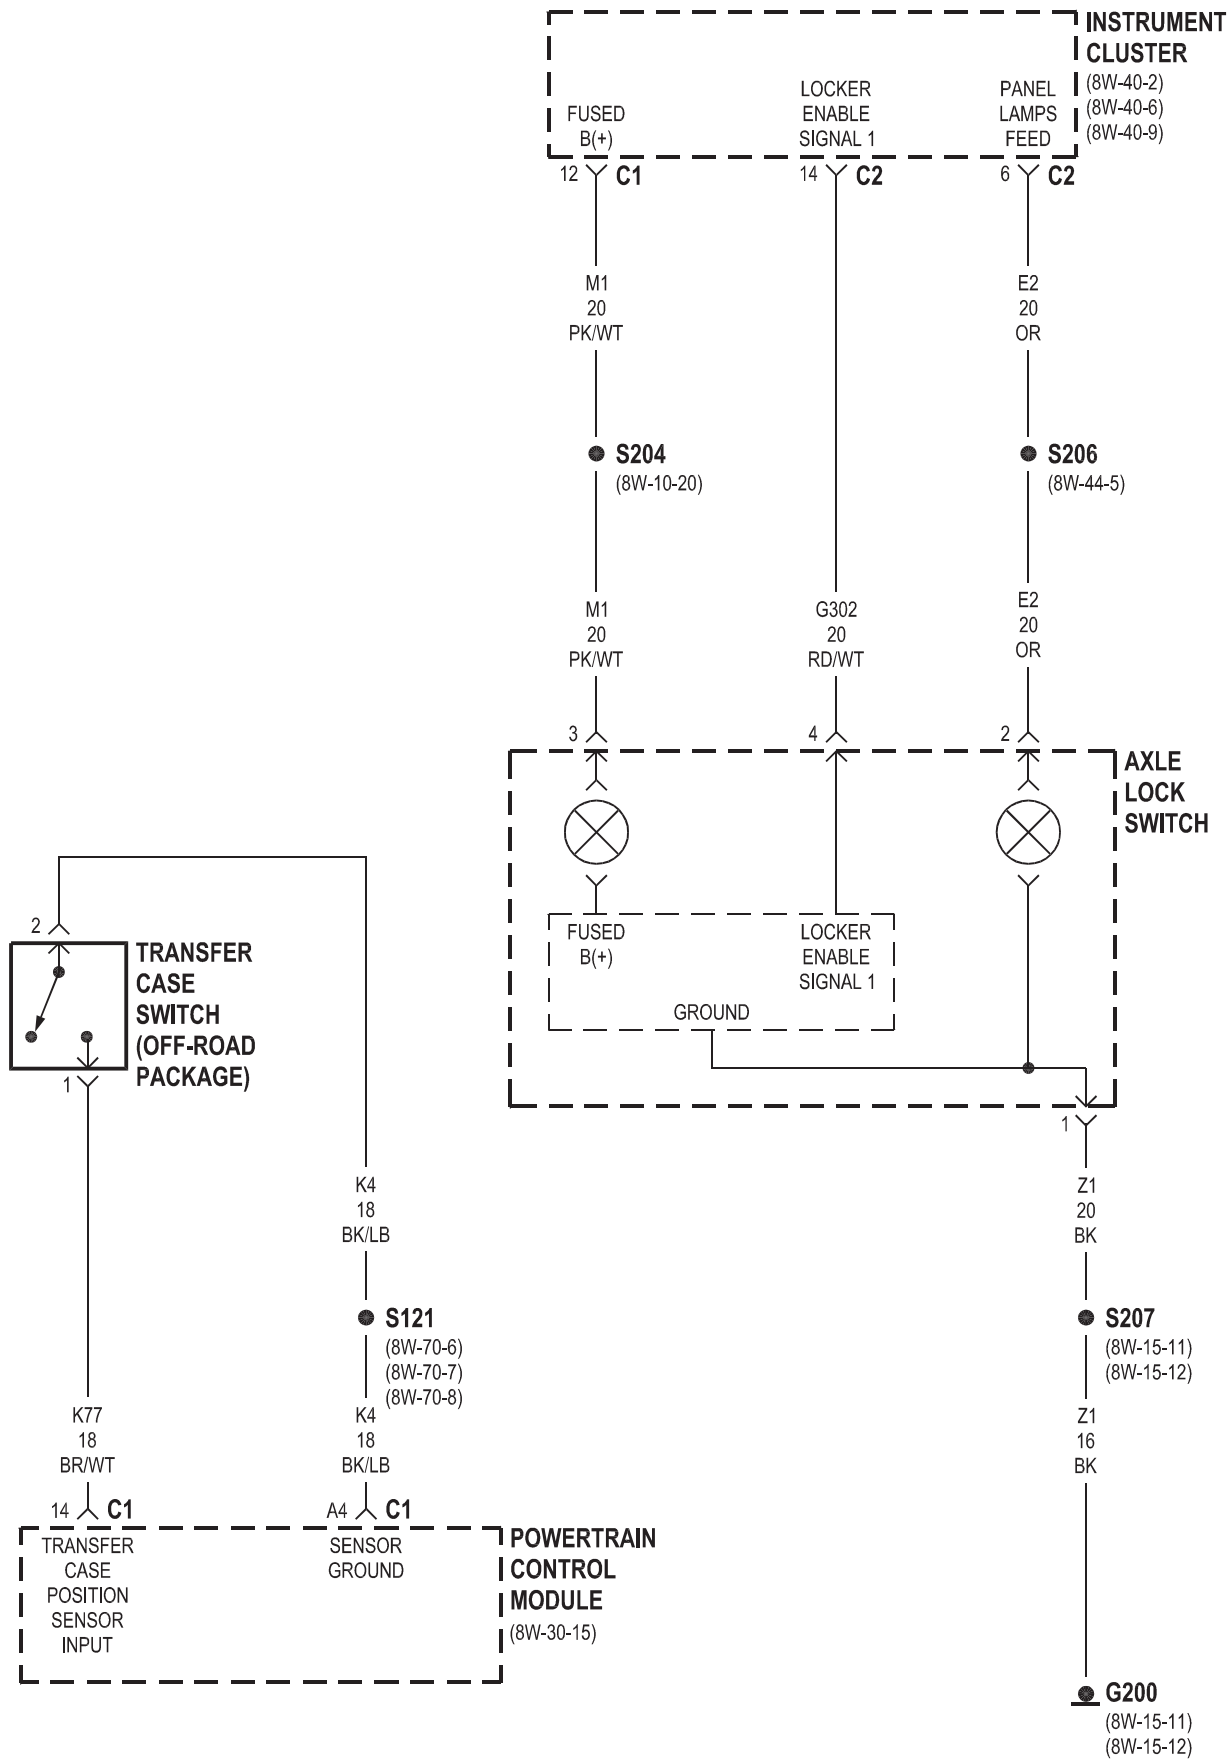 INSTRUMENT
CLUSTER
(8W-40-2)
(8W-40-6)
(8W-40-9)
FUSED
B(+)
LOCKER
ENABLE
SIGNAL 1
PANEL
LAMPS
FEED
12 C1
14 C2
6 C2
M1
20
PK/WT
E2
20
OR
S204
(8W-10-20)
S206
(8W-44-5)
M1
20
PK/WT
G302
20
RD/WT
E2
20
OR
3
4
2
AXLE
LOCK
SWITCH
FUSED
B(+)
LOCKER
ENABLE
SIGNAL 1
GROUND
1
2
TRANSFER
CASE
SWITCH
(OFF-ROAD
PACKAGE)
1
K4
18
BK/LB
Z1
20
BK
S121
(8W-70-6)
(8W-70-7)
(8W-70-8)
S207
(8W-15-11)
(8W-15-12)
K77
18
BR/WT
K4
18
BK/LB
Z1
16
BK
14 C1
A4 C1
TRANSFER
CASE
POSITION
SENSOR
INPUT
SENSOR
GROUND
POWERTRAIN
CONTROL
MODULE
(8W-30-15)
G200
(8W-15-11)
(8W-15-12)